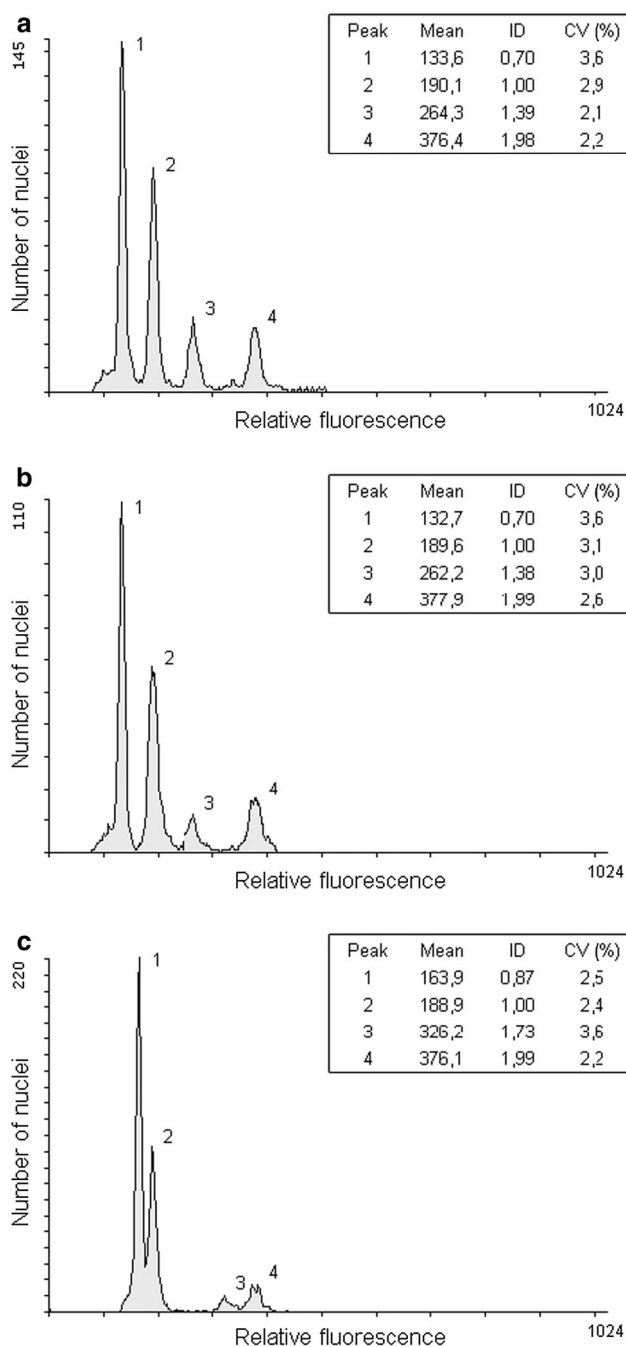 a
145
Number of nuclei
1
2
3
4
Peak Mean ID CV (%)
1 133,6 0,70 3,6
2 190,1 1,00 2,9
3 264,3 1,39 2,1
4 376,4 1,98 2,2
1024
Relative fluorescence
b
110
Number of nuclei
1
2
3
4
Peak Mean ID CV (%)
1 132,7 0,70 3,6
2 189,6 1,00 3,1
3 262,2 1,38 3,0
4 377,9 1,99 2,6
1024
Relative fluorescence
c
220
Number of nuclei
1
2
3
4
Peak Mean ID CV (%)
1 163,9 0,87 2,5
2 188,9 1,00 2,4
3 326,2 1,73 3,6
4 376,1 1,99 2,2
1024
Relative fluorescence